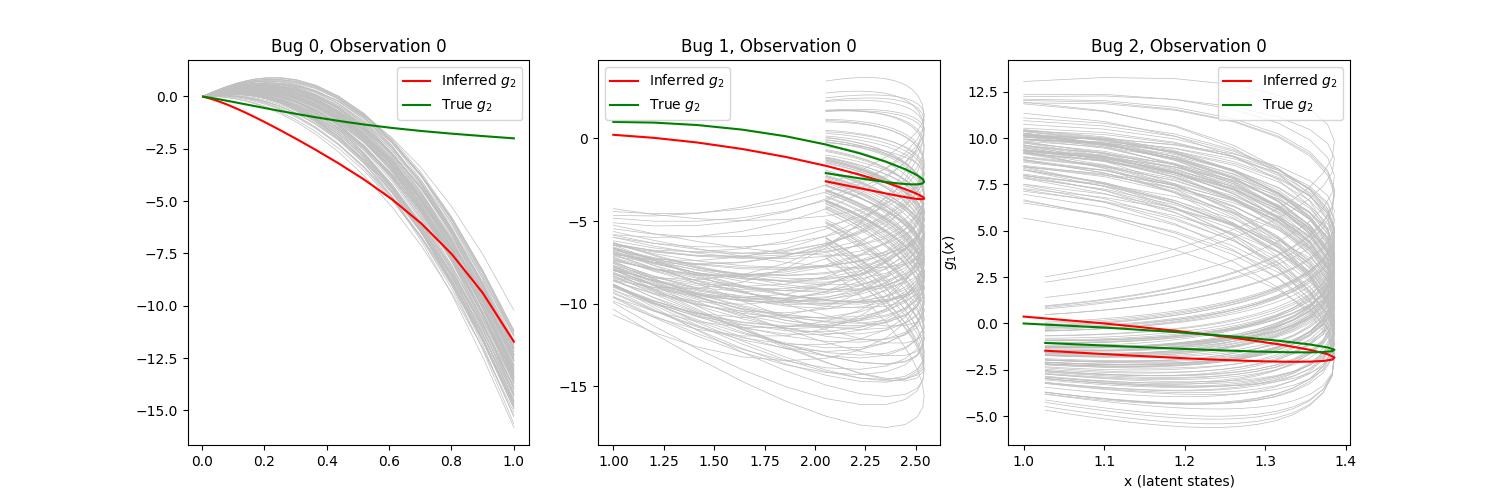 Bug 0, Observation 0
Inferred g₂
True g₂
0.0
−2.5
−5.0
−7.5
−10.0
−12.5
−15.0
0.0 0.2 0.4 0.6 0.8 1.0
Bug 1, Observation 0
Inferred g₂
True g₂
0
−5
−10
−15
1.00 1.25 1.50 1.75 2.00 2.25 2.50
Bug 2, Observation 0
Inferred g₂
True g₂
g₁(x)
12.5
10.0
7.5
5.0
2.5
0.0
−2.5
−5.0
1.0 1.1 1.2 1.3 1.4
x (latent states)